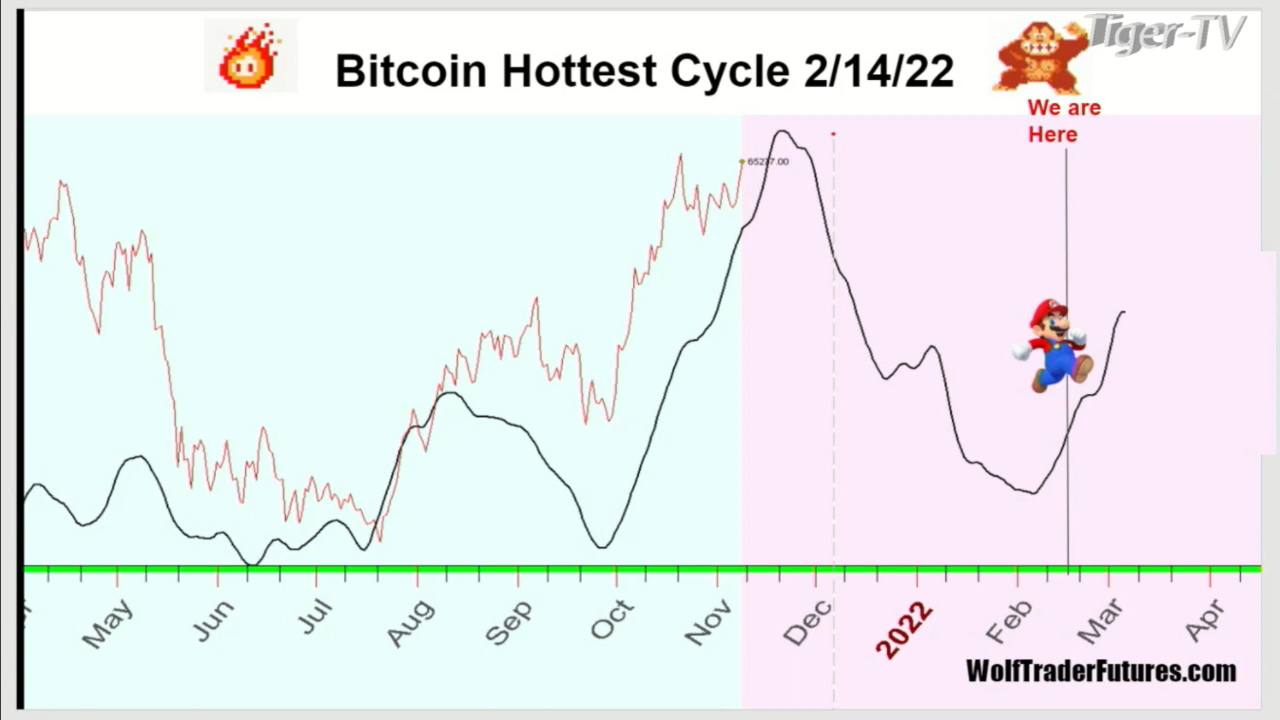 Tiger-TV
Bitcoin Hottest Cycle 2/14/22
We are
Here
May
Jun
Jul
Aug
Sep
Oct
Nov
Dec
2022
Feb
Mar
Apr
WolfTraderFutures.com